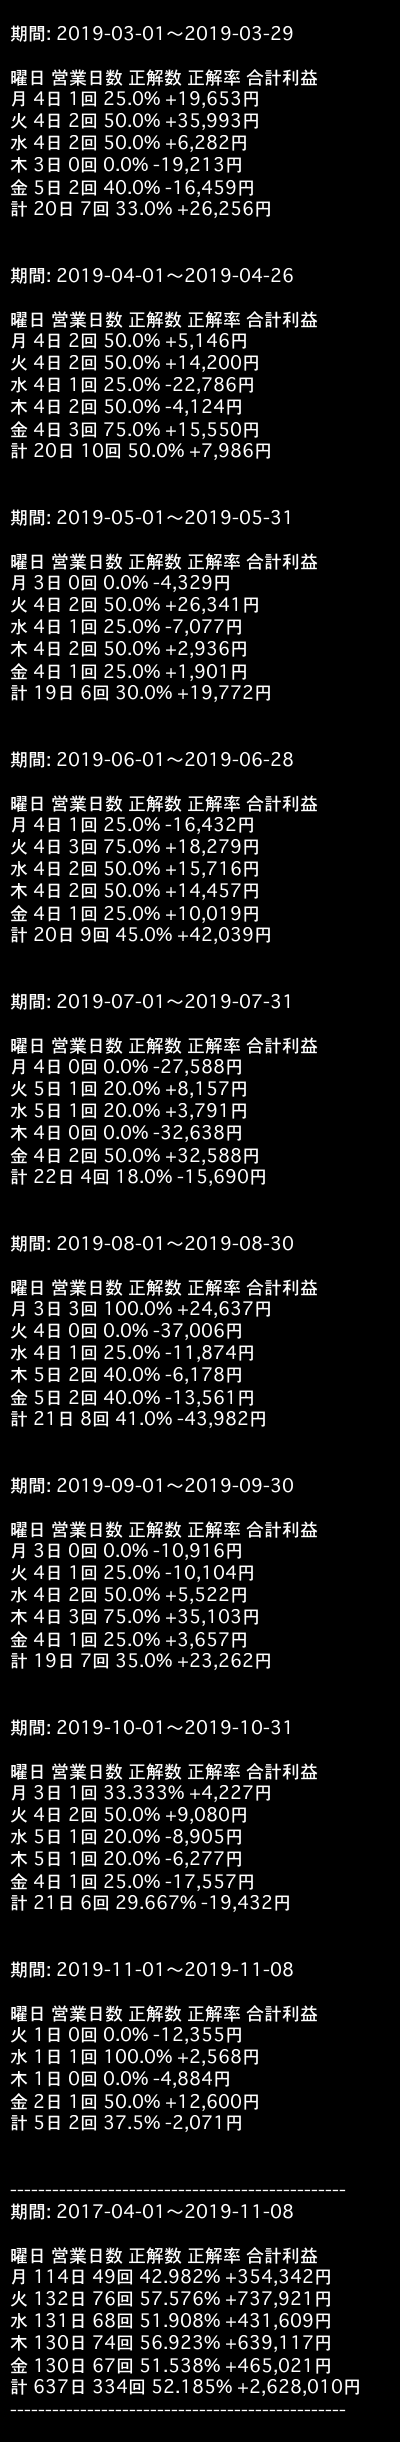 期間: 2019-03-01〜2019-03-29
曜日 営業日数 正解数 正解率 合計利益
月 4日 1回 25.0% +19,653円
火 4日 2回 50.0% +35,993円
水 4日 2回 50.0% +6,282円
木 3日 0回 0.0% -19,213円
金 5日 2回 40.0% -16,459円
計 20日 7回 33.0% +26,256円
期間: 2019-04-01〜2019-04-26
曜日 営業日数 正解数 正解率 合計利益
月 4日 2回 50.0% +5,146円
火 4日 2回 50.0% +14,200円
水 4日 1回 25.0% -22,786円
木 4日 2回 50.0% -4,124円
金 4日 3回 75.0% +15,550円
計 20日 10回 50.0% +7,986円
期間: 2019-05-01〜2019-05-31
曜日 営業日数 正解数 正解率 合計利益
月 3日 0回 0.0% -4,329円
火 4日 2回 50.0% +26,341円
水 4日 1回 25.0% -7,077円
木 4日 2回 50.0% +2,936円
金 4日 1回 25.0% +1,901円
計 19日 6回 30.0% +19,772円
期間: 2019-06-01〜2019-06-28
曜日 営業日数 正解数 正解率 合計利益
月 4日 1回 25.0% -16,432円
火 4日 3回 75.0% +18,279円
水 4日 2回 50.0% +15,716円
木 4日 2回 50.0% +14,457円
金 4日 1回 25.0% +10,019円
計 20日 9回 45.0% +42,039円
期間: 2019-07-01〜2019-07-31
曜日 営業日数 正解数 正解率 合計利益
月 4日 0回 0.0% -27,588円
火 5日 1回 20.0% +8,157円
水 5日 1回 20.0% +3,791円
木 4日 0回 0.0% -32,638円
金 4日 2回 50.0% +32,588円
計 22日 4回 18.0% -15,690円
期間: 2019-08-01〜2019-08-30
曜日 営業日数 正解数 正解率 合計利益
月 3日 3回 100.0% +24,637円
火 4日 0回 0.0% -37,006円
水 4日 1回 25.0% -11,874円
木 5日 2回 40.0% -6,178円
金 5日 2回 40.0% -13,561円
計 21日 8回 41.0% -43,982円
期間: 2019-09-01〜2019-09-30
曜日 営業日数 正解数 正解率 合計利益
月 3日 0回 0.0% -10,916円
火 4日 1回 25.0% -10,104円
水 4日 2回 50.0% +5,522円
木 4日 3回 75.0% +35,103円
金 4日 1回 25.0% +3,657円
計 19日 7回 35.0% +23,262円
期間: 2019-10-01〜2019-10-31
曜日 営業日数 正解数 正解率 合計利益
月 3日 1回 33.333% +4,227円
火 4日 2回 50.0% +9,080円
水 5日 1回 20.0% -8,905円
木 5日 1回 20.0% -6,277円
金 4日 1回 25.0% -17,557円
計 21日 6回 29.667% -19,432円
期間: 2019-11-01〜2019-11-08
曜日 営業日数 正解数 正解率 合計利益
火 1日 0回 0.0% -12,355円
水 1日 1回 100.0% +2,568円
木 1日 0回 0.0% -4,884円
金 2日 1回 50.0% +12,600円
計 5日 2回 37.5% -2,071円
------------------------------------------------
期間: 2017-04-01〜2019-11-08
曜日 営業日数 正解数 正解率 合計利益
月 114日 49回 42.982% +354,342円
火 132日 76回 57.576% +737,921円
水 131日 68回 51.908% +431,609円
木 130日 74回 56.923% +639,117円
金 130日 67回 51.538% +465,021円
計 637日 334回 52.185% +2,628,010円
------------------------------------------------